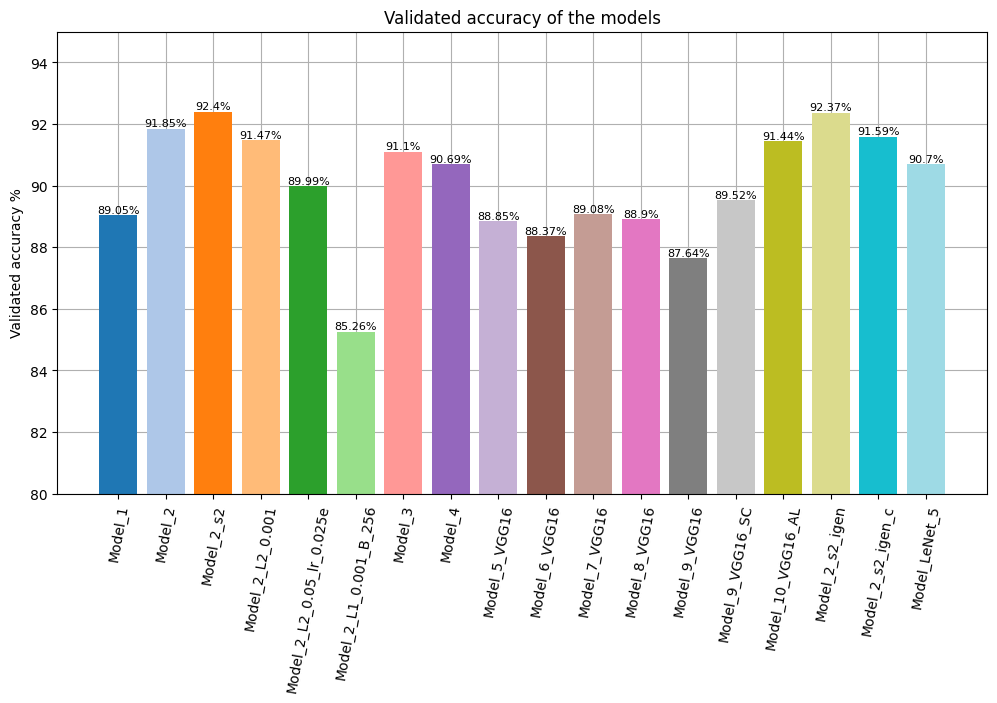 Validated accuracy of the models
Validated accuracy %
94
92
90
88
86
84
82
80
89.05%
91.85%
92.4%
91.47%
89.99%
85.26%
91.1%
90.69%
88.85%
88.37%
89.08%
88.9%
87.64%
89.52%
91.44%
92.37%
91.59%
90.7%
Model_1
Model_2
Model_2_s2
Model_2_L2_0.001
Model_2_L2_0.05_lr_0.025e
Model_2_L1_0.001_B_256
Model_3
Model_4
Model_5_VGG16
Model_6_VGG16
Model_7_VGG16
Model_8_VGG16
Model_9_VGG16
Model_9_VGG16_SC
Model_10_VGG16_AL
Model_2_s2_igen
Model_2_s2_igen_c
Model_LeNet_5